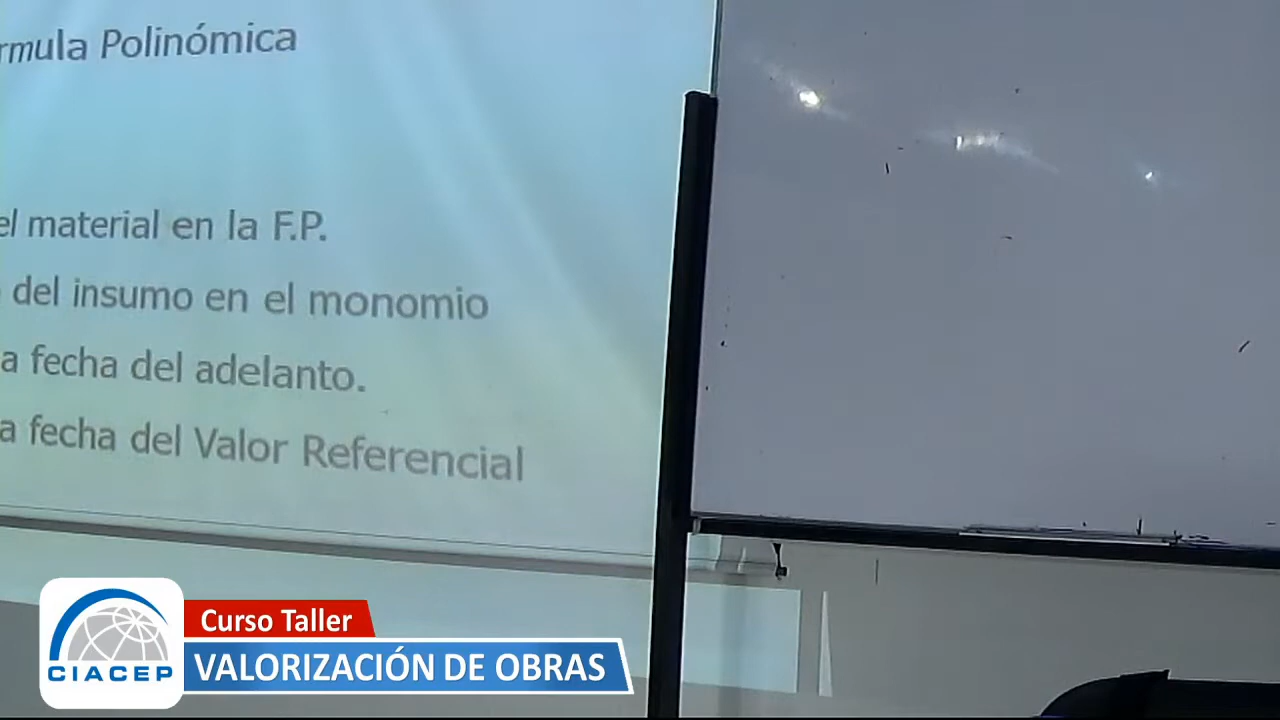 rmula Polinómica
el material en la F.P.
del insumo en el monomio
a fecha del adelanto.
a fecha del Valor Referencial
CIACEP
Curso Taller
VALORIZACIÓN DE OBRAS